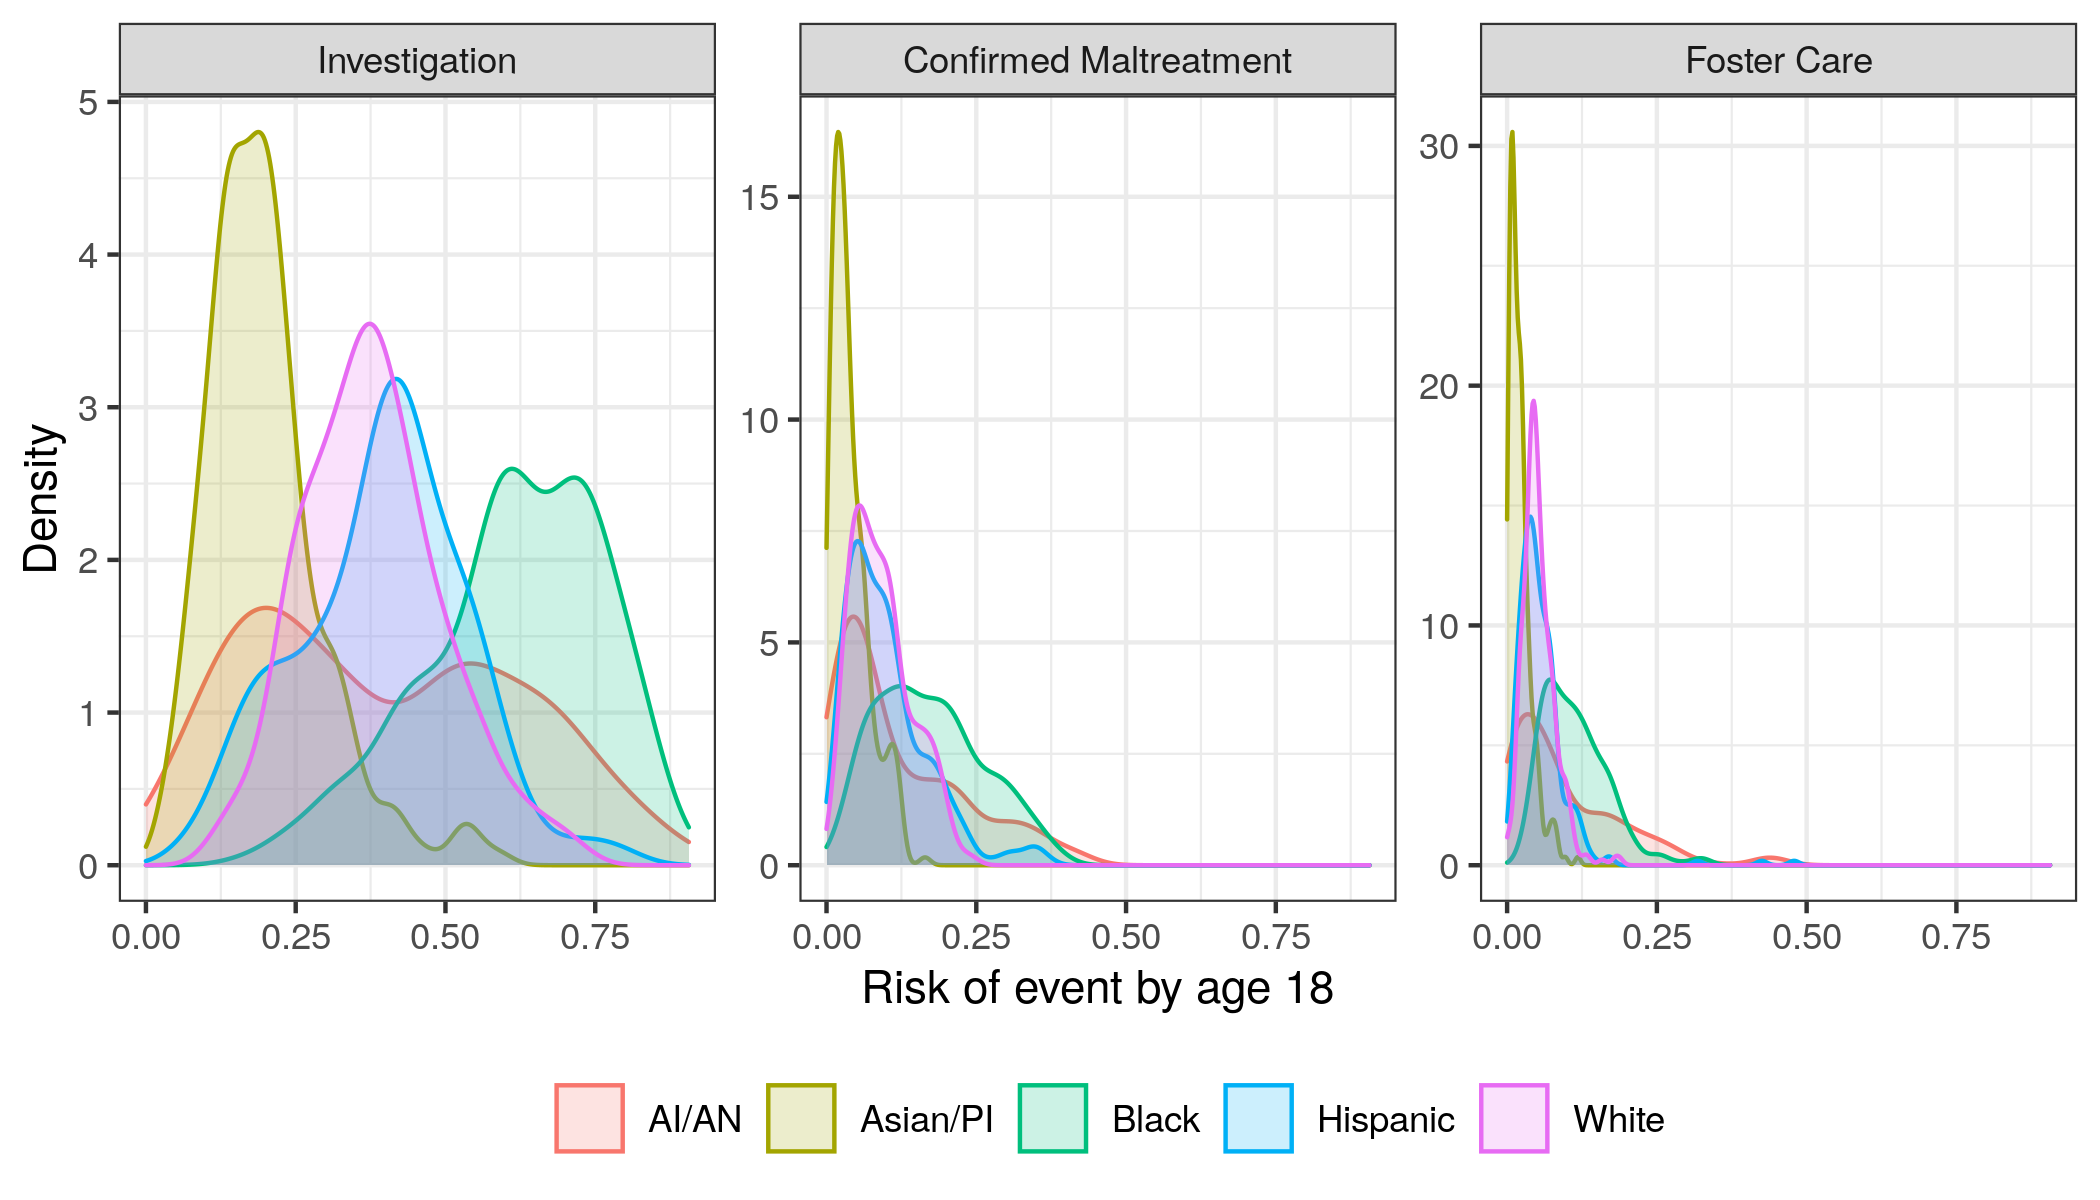 Investigation
Confirmed Maltreatment
Foster Care
Density
5
4
3
2
1
0
15
10
5
0
30
20
10
0
0.00 0.25 0.50 0.75
0.00 0.25 0.50 0.75
0.00 0.25 0.50 0.75
Risk of event by age 18
AI/AN Asian/PI Black Hispanic White